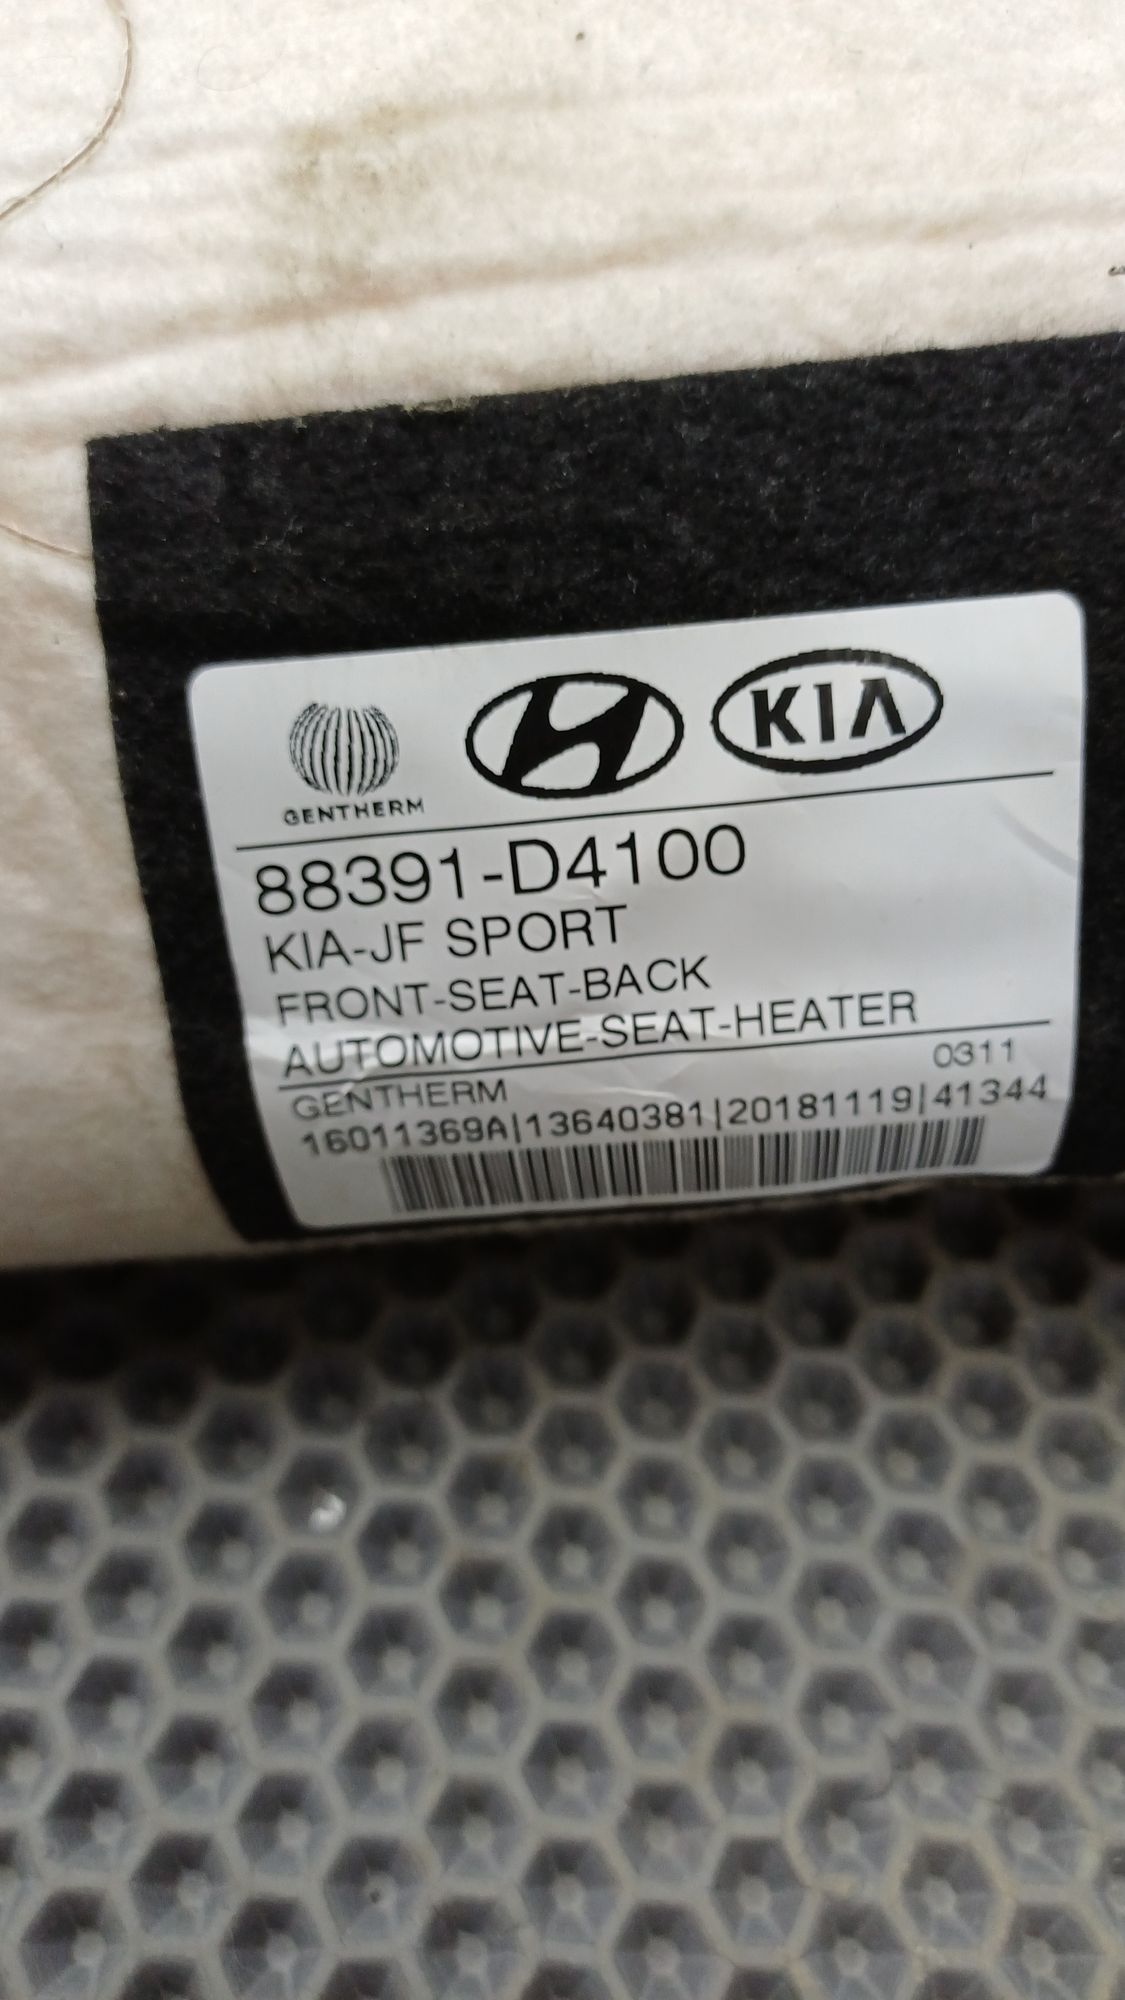 GENTHERM
KIA
88391-D4100
KIA-JF SPORT
FRONT-SEAT-BACK
AUTOMOTIVE-SEAT-HEATER
GENTHERM 0311
16011369A|13640381|20181119|41344